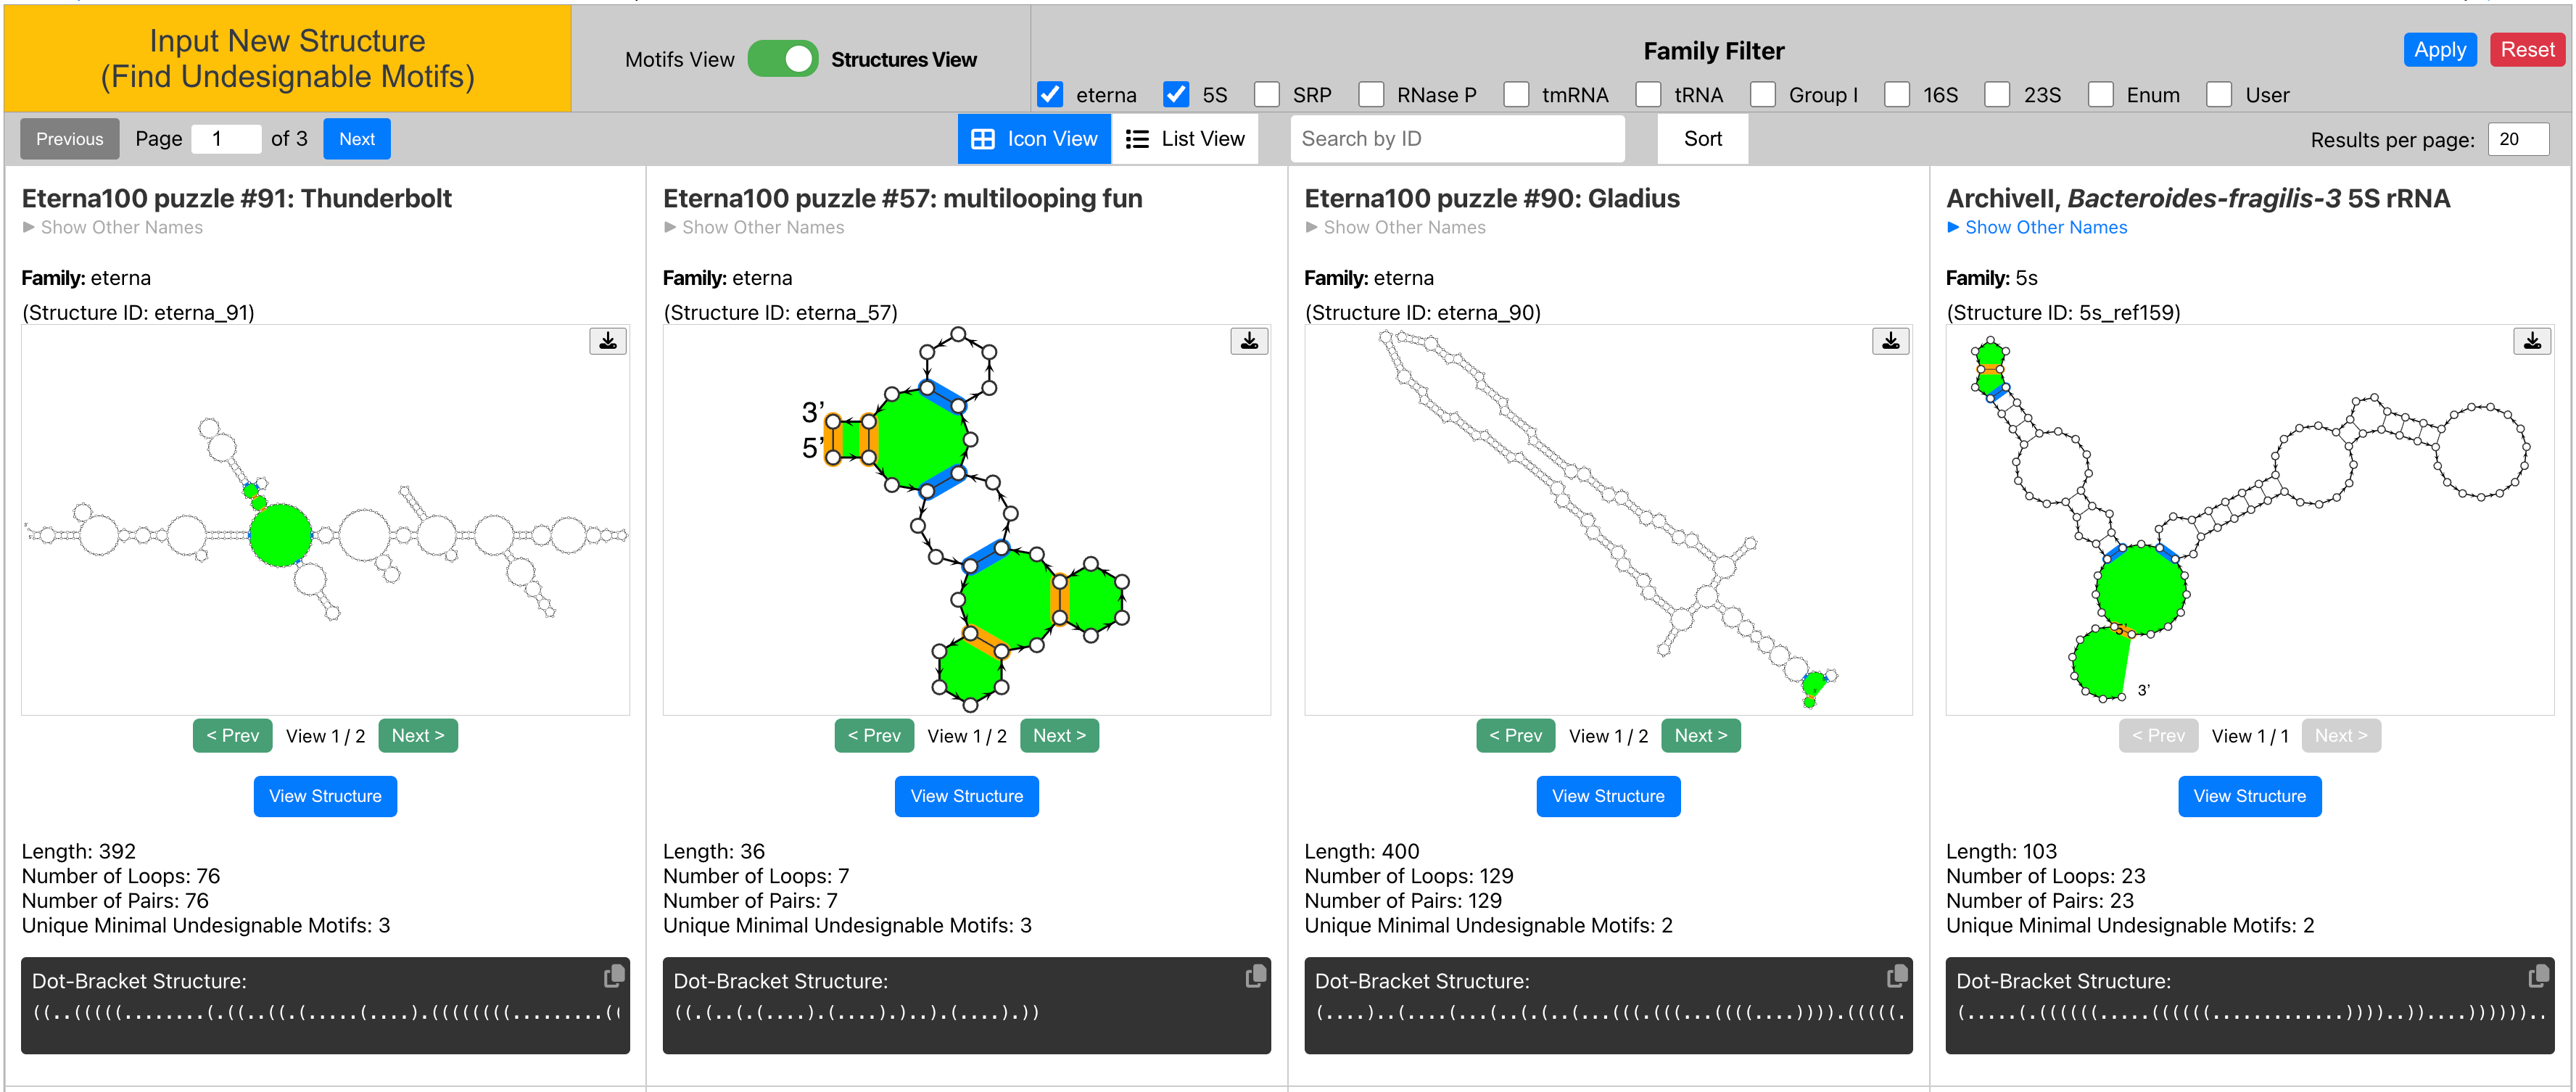 Input New Structure
(Find Undesignable Motifs)
Motifs View Structures View
Family Filter
Apply Reset
eterna 5S SRP RNase P tmRNA tRNA Group I 16S 23S Enum User
Previous Page 1 of 3 Next
Icon View List View Search by ID Sort
Results per page: 20
Eterna100 puzzle #91: Thunderbolt
▶ Show Other Names
Family: eterna
(Structure ID: eterna_91)
< Prev View 1 / 2 Next >
View Structure
Length: 392
Number of Loops: 76
Number of Pairs: 76
Unique Minimal Undesignable Motifs: 3
Dot-Bracket Structure:
((..(((((........(.((..((.(.....(....).((((((((.........((
Eterna100 puzzle #57: multilooping fun
▶ Show Other Names
Family: eterna
(Structure ID: eterna_57)
3’
5’
< Prev View 1 / 2 Next >
View Structure
Length: 36
Number of Loops: 7
Number of Pairs: 7
Unique Minimal Undesignable Motifs: 3
Dot-Bracket Structure:
((.(..(.(....).(....).)..).(....).))
Eterna100 puzzle #90: Gladius
▶ Show Other Names
Family: eterna
(Structure ID: eterna_90)
< Prev View 1 / 2 Next >
View Structure
Length: 400
Number of Loops: 129
Number of Pairs: 129
Unique Minimal Undesignable Motifs: 2
Dot-Bracket Structure:
(....)..(....(...(..(.(..(...(((.(((...((((....)))).(((((.
ArchiveII, Bacteroides-fragilis-3 5S rRNA
▶ Show Other Names
Family: 5s
(Structure ID: 5s_ref159)
5’
3’
< Prev View 1 / 1 Next >
View Structure
Length: 103
Number of Loops: 23
Number of Pairs: 23
Unique Minimal Undesignable Motifs: 2
Dot-Bracket Structure:
(.....(.((((((.....((((((.............))))..))....))))))..